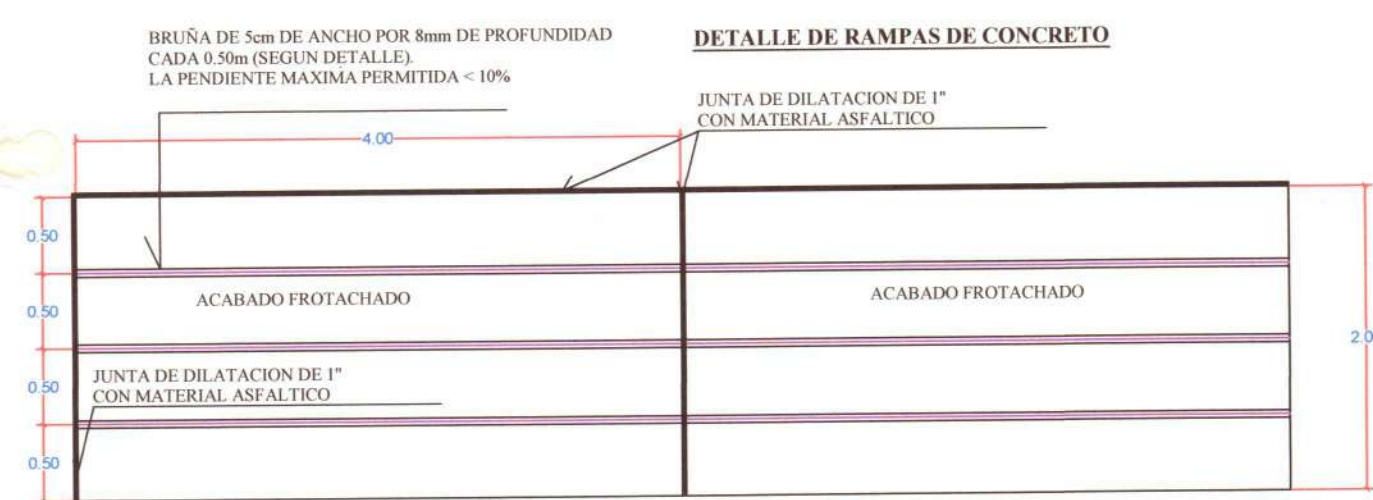 BRUÑA DE 5cm DE ANCHO POR 8mm DE PROFUNDIDAD
CADA 0.50m (SEGUN DETALLE).
LA PENDIENTE MAXIMA PERMITIDA < 10%
DETALLE DE RAMPAS DE CONCRETO
JUNTA DE DILATACION DE 1"
CON MATERIAL ASFALTICO
4.00
0.50
0.50
ACABADO FROTACHADO
ACABADO FROTACHADO
2.0
0.50
JUNTA DE DILATACION DE 1"
CON MATERIAL ASFALTICO
0.50